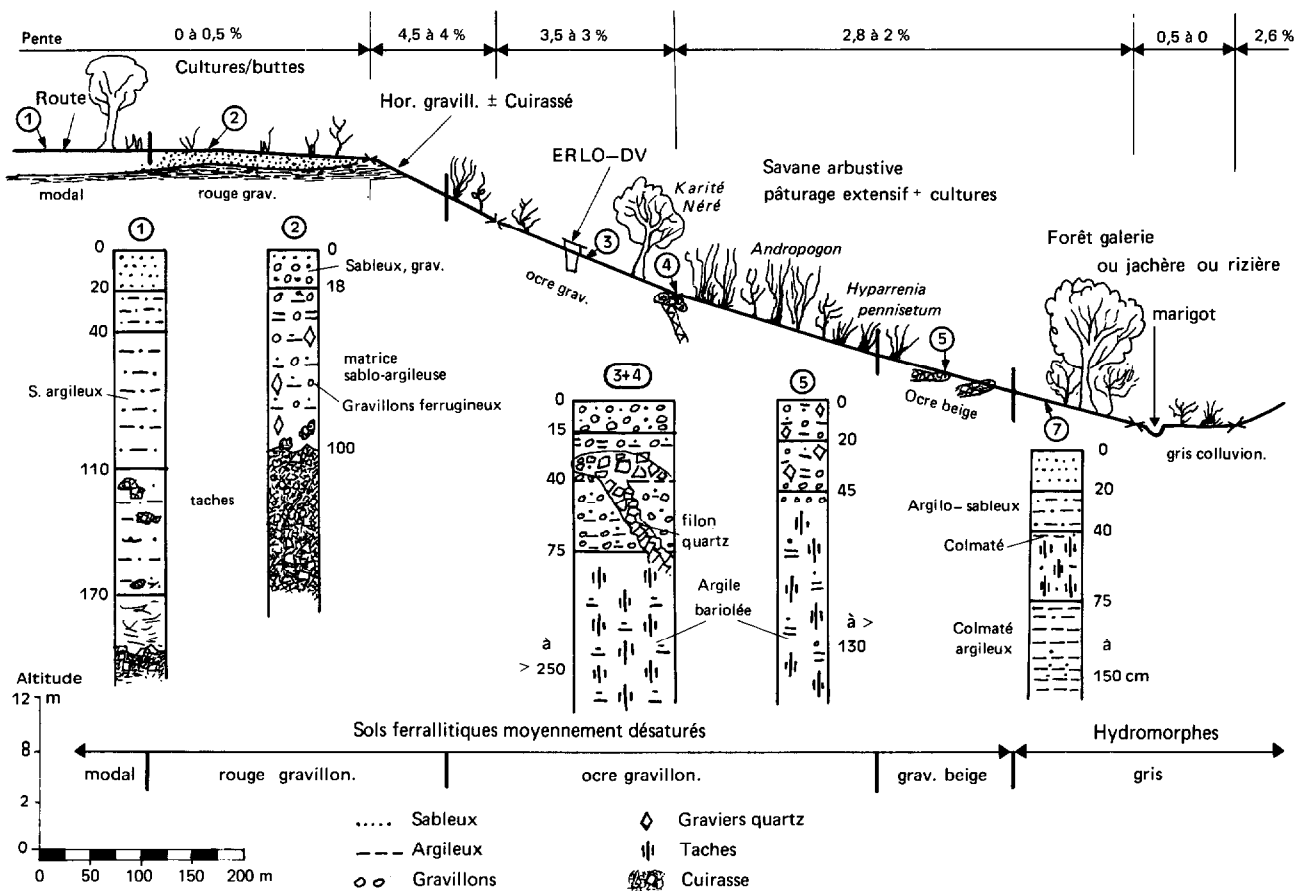 Pente 0 à 0,5 % 4,5 à 4 % 3,5 à 3 % 2,8 à 2 % 0,5 à 0 2,6 %
Cultures/buttes
Route
1
2
Hor. gravill. ± Cuirassé
modal
rouge grav.
ERLO–DV
3
ocre grav.
Karité
Néré
4
Savane arbustive
pâturage extensif + cultures
Andropogon
Hyparrenia
pennisetum
5
Ocre beige
Forêt galerie
ou jachère ou rizière
marigot
7
gris colluvion.
1
0
20
40
S. argileux
110
taches
170
2
0
Sableux, grav.
18
matrice
sablo-argileuse
Gravillons ferrugineux
100
3+4
0
15
40
filon
quartz
75
Argile
bariolée
à
> 250
5
0
20
45
à >
130
0
20
Argilo–sableux
40
Colmaté
75
Colmaté
argileux
à
150 cm
Altitude
m
12
8
2
0
0 50 100 150 200 m
Sols ferrallitiques moyennement désaturés
Hydromorphes
modal rouge gravillon. ocre gravillon. grav. beige gris
Sableux
Argileux
Gravillons
Graviers quartz
Taches
Cuirasse